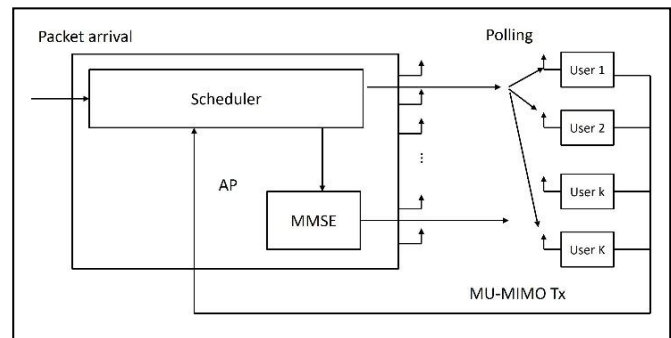 Packet arrival
Polling
Scheduler
User 1
User 2
...
AP
User k
MMSE
User K
MU-MIMO Tx